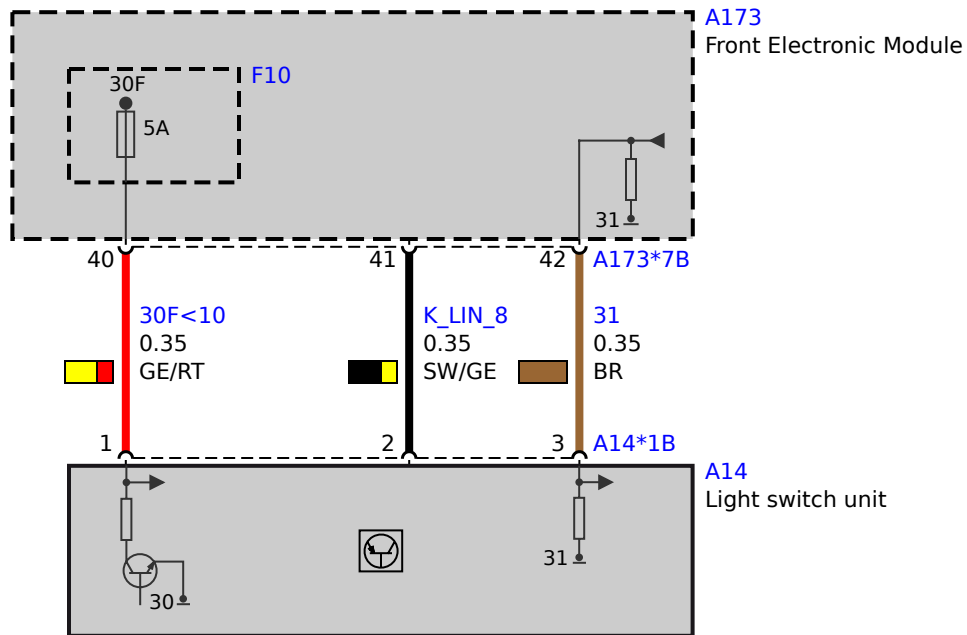 A173
Front Electronic Module
30F
F10
5A
31
40
41
42
A173*7B
30F<10
0.35
GE/RT
K_LIN_8
0.35
SW/GE
31
0.35
BR
1
2
3
A14*1B
A14
Light switch unit
31
30